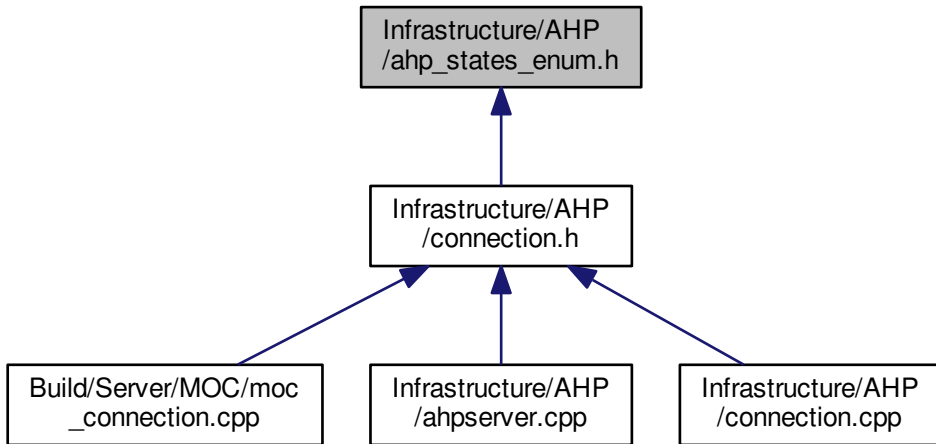 Infrastructure/AHP
/ahp_states_enum.h
Infrastructure/AHP
/connection.h
Build/Server/MOC/moc
_connection.cpp
Infrastructure/AHP
/ahpserver.cpp
Infrastructure/AHP
/connection.cpp